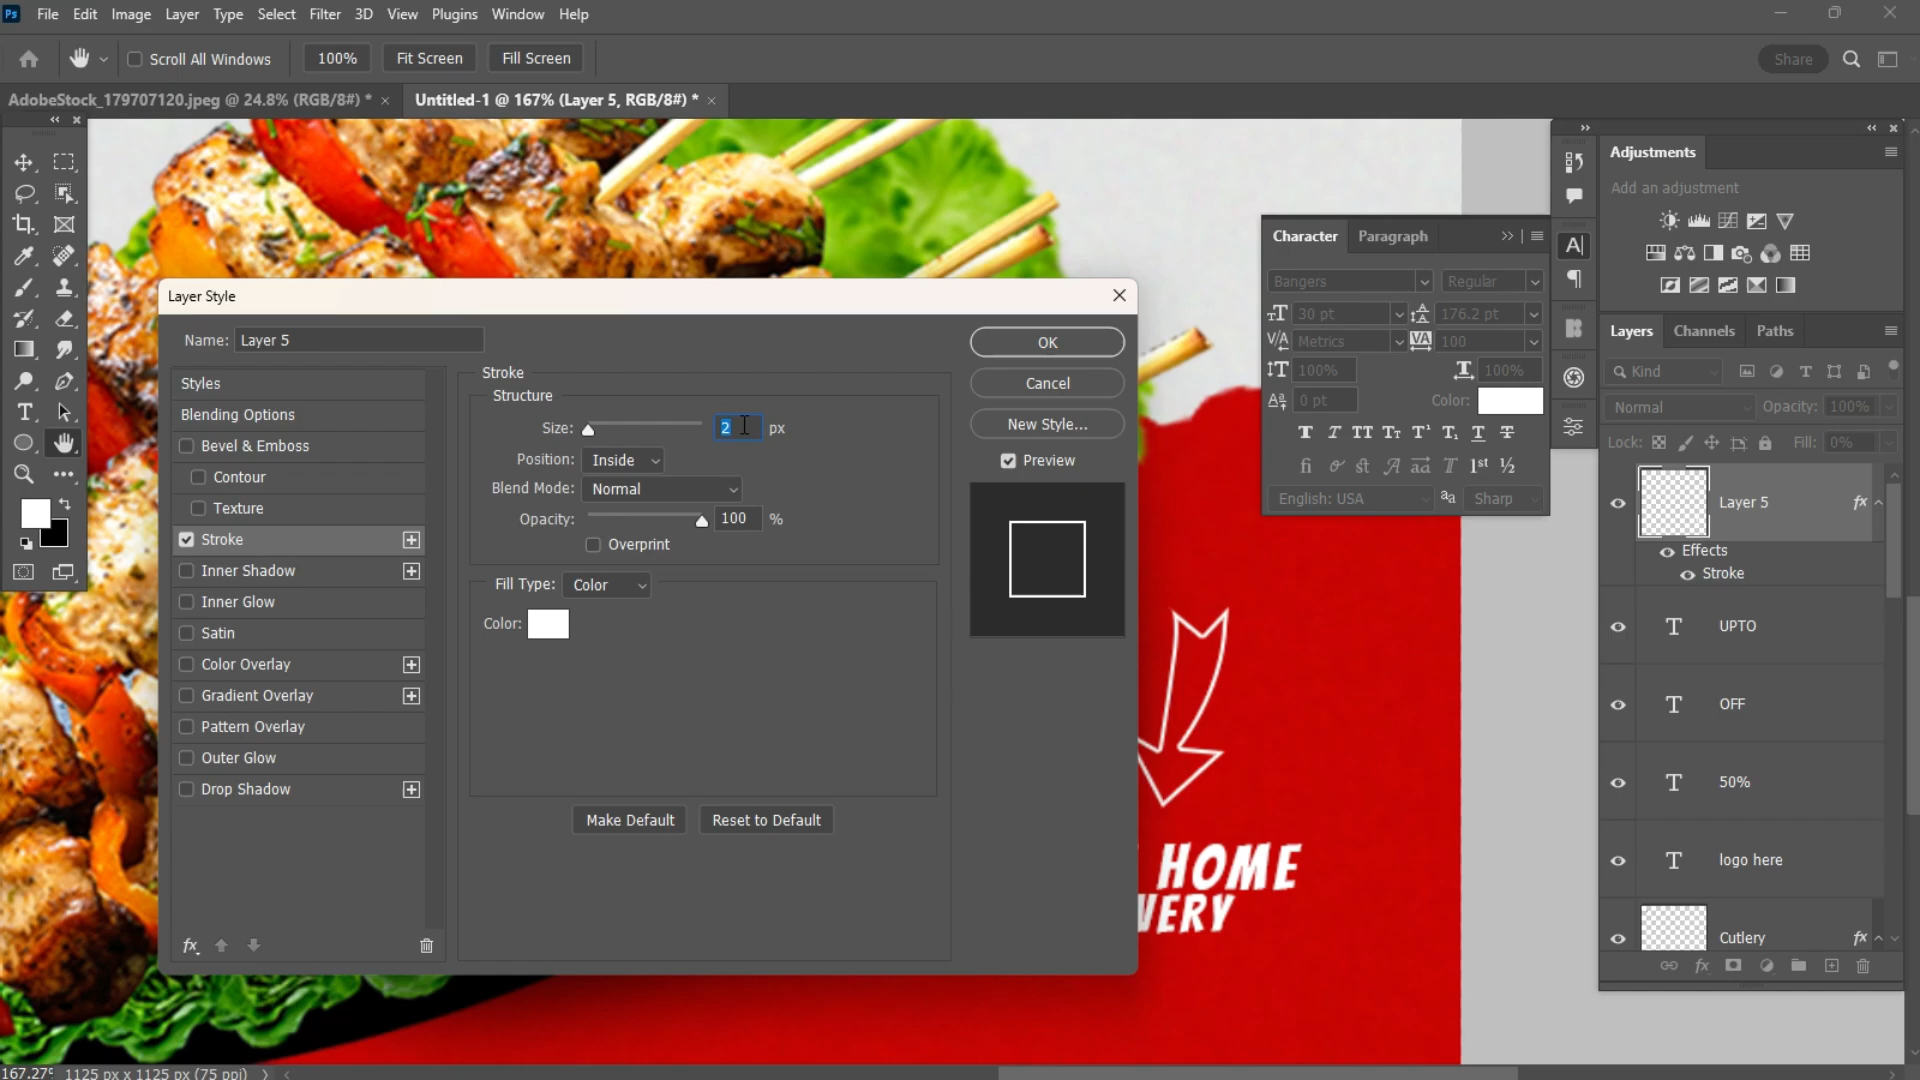 Ps File Edit Image Layer Type Select Filter 3D View Plugins Window Help
Scroll All Windows 100% Fit Screen Fill Screen Share
AdobeStock_179707120.jpeg @ 24.8% (RGB/8#) * × Untitled-1 @ 167% (Layer 5, RGB/8#) * ×
Layer Style
Name: Layer 5
Styles
Blending Options
Bevel & Emboss
Contour
Texture
Stroke
Inner Shadow
Inner Glow
Satin
Color Overlay
Gradient Overlay
Pattern Overlay
Outer Glow
Drop Shadow
fx
Stroke
Structure
Size: 2 px
Position: Inside
Blend Mode: Normal
Opacity: 100 %
Overprint
Fill Type: Color
Color:
Make Default Reset to Default
OK
Cancel
New Style...
Preview
HOME
VERY
Character Paragraph
Bangers Regular
30 pt 176.2 pt
Metrics 100
100% 100%
0 pt Color:
English: USA Sharp
Adjustments
Add an adjustment
Layers Channels Paths
Kind
Normal Opacity: 100%
Lock: Fill: 0%
Layer 5 fx
Effects
Stroke
UPTO
OFF
50%
logo here
Cutlery fx
167.27% 1125 px x 1125 px (75 ppi)